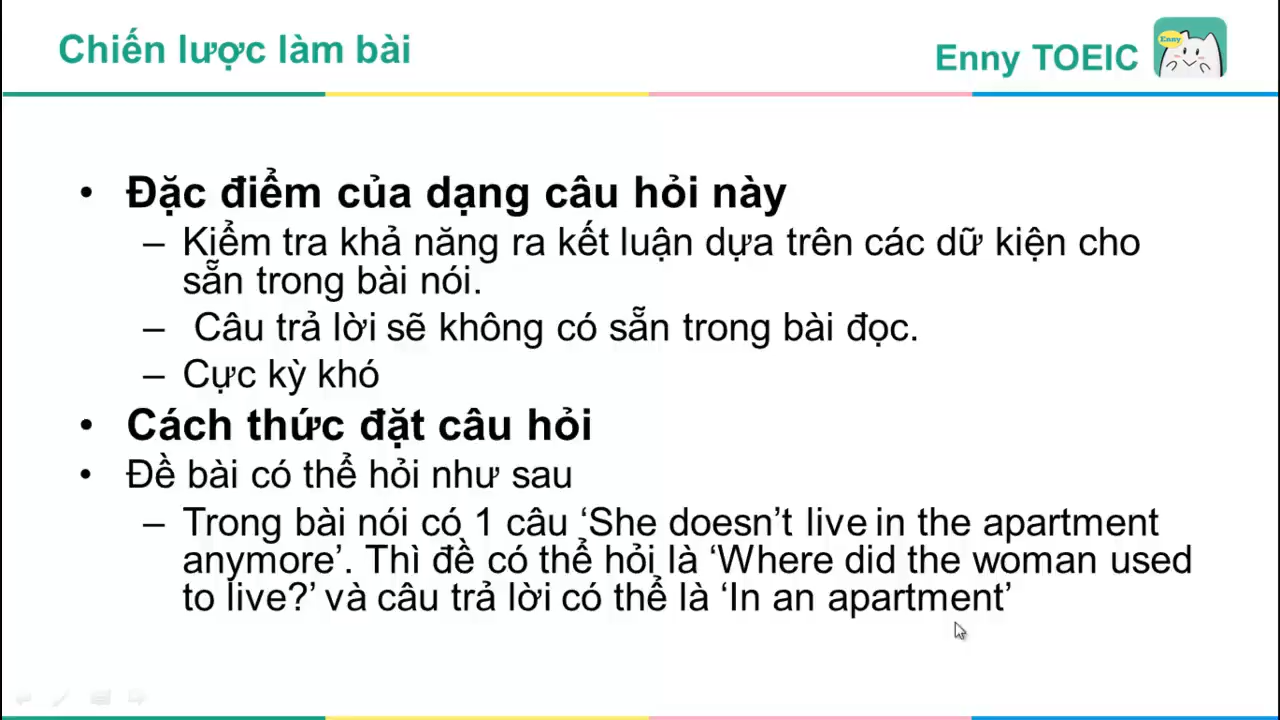 Chiến lược làm bài
Enny TOEIC
Enny
• Đặc điểm của dạng câu hỏi này
– Kiểm tra khả năng ra kết luận dựa trên các dữ kiện cho
sẵn trong bài nói.
– Câu trả lời sẽ không có sẵn trong bài đọc.
– Cực kỳ khó
• Cách thức đặt câu hỏi
• Đề bài có thể hỏi như sau
– Trong bài nói có 1 câu ‘She doesn’t live in the apartment
anymore’. Thì đề có thể hỏi là ‘Where did the woman used
to live?’ và câu trả lời có thể là ‘In an apartment’